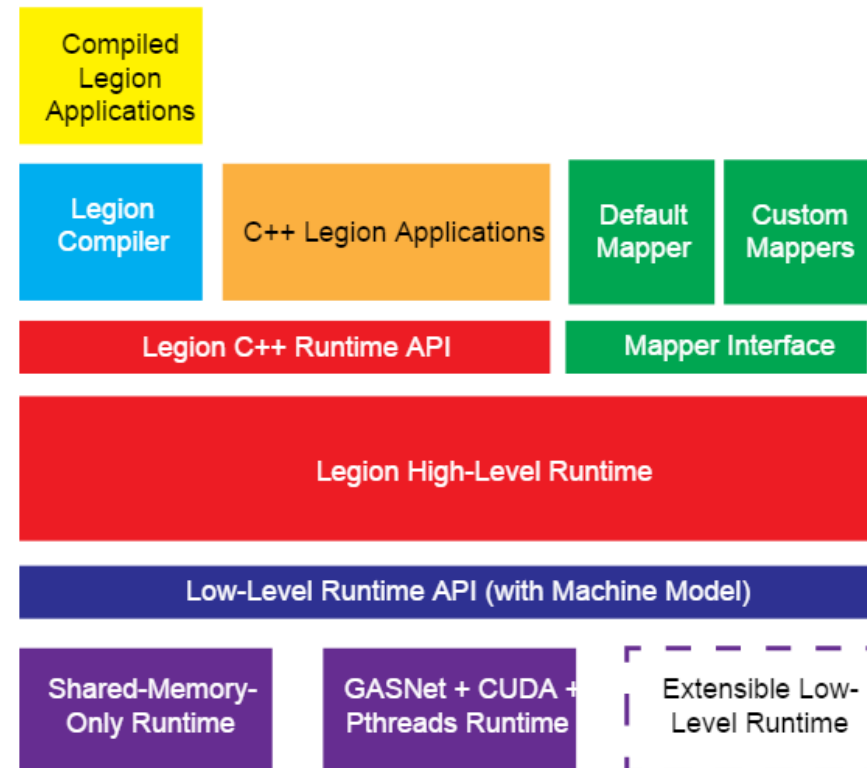 Compiled
Legion
Applications
Legion
Compiler
C++ Legion Applications
Default
Mapper
Custom
Mappers
Legion C++ Runtime API
Mapper Interface
Legion High-Level Runtime
Low-Level Runtime API (with Machine Model)
Shared-Memory-
Only Runtime
GASNet + CUDA +
Pthreads Runtime
Extensible Low-
Level Runtime